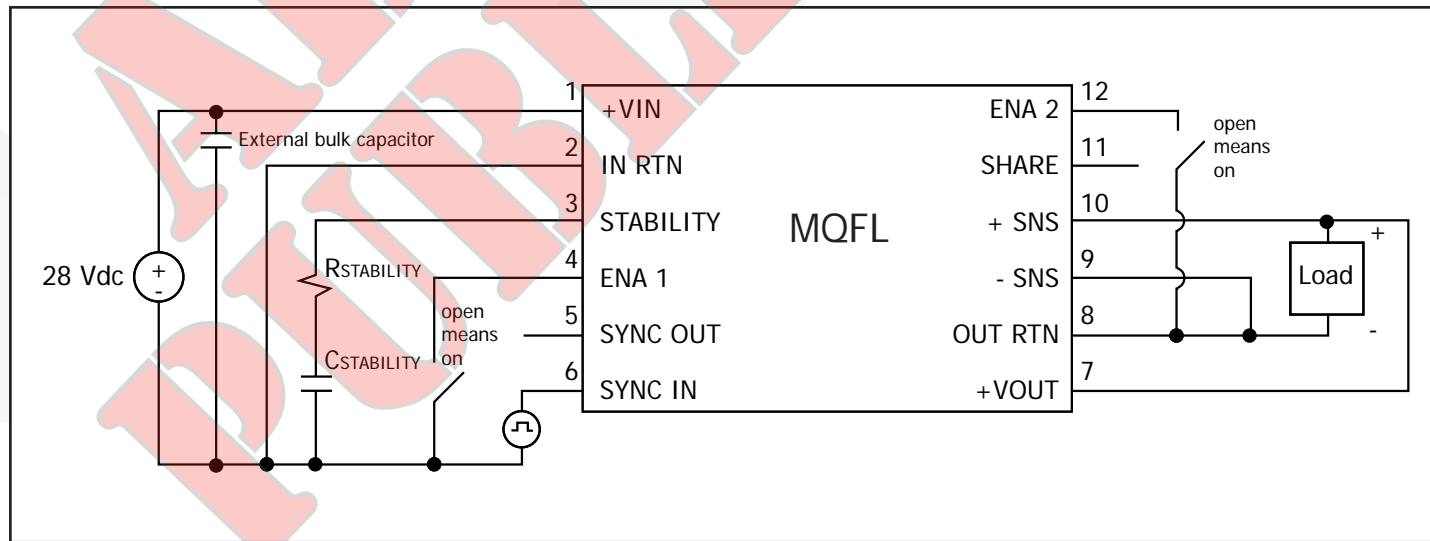 1
+VIN
External bulk capacitor
2
IN RTN
3
STABILITY
RSTABILITY
4
ENA 1
open
means
on
5
SYNC OUT
CSTABILITY
6
SYNC IN
28 Vdc
+
-
MQFL
12
ENA 2
open
means
on
11
SHARE
10
+ SNS
9
- SNS
8
OUT RTN
7
+VOUT
+
Load
-
PUBL